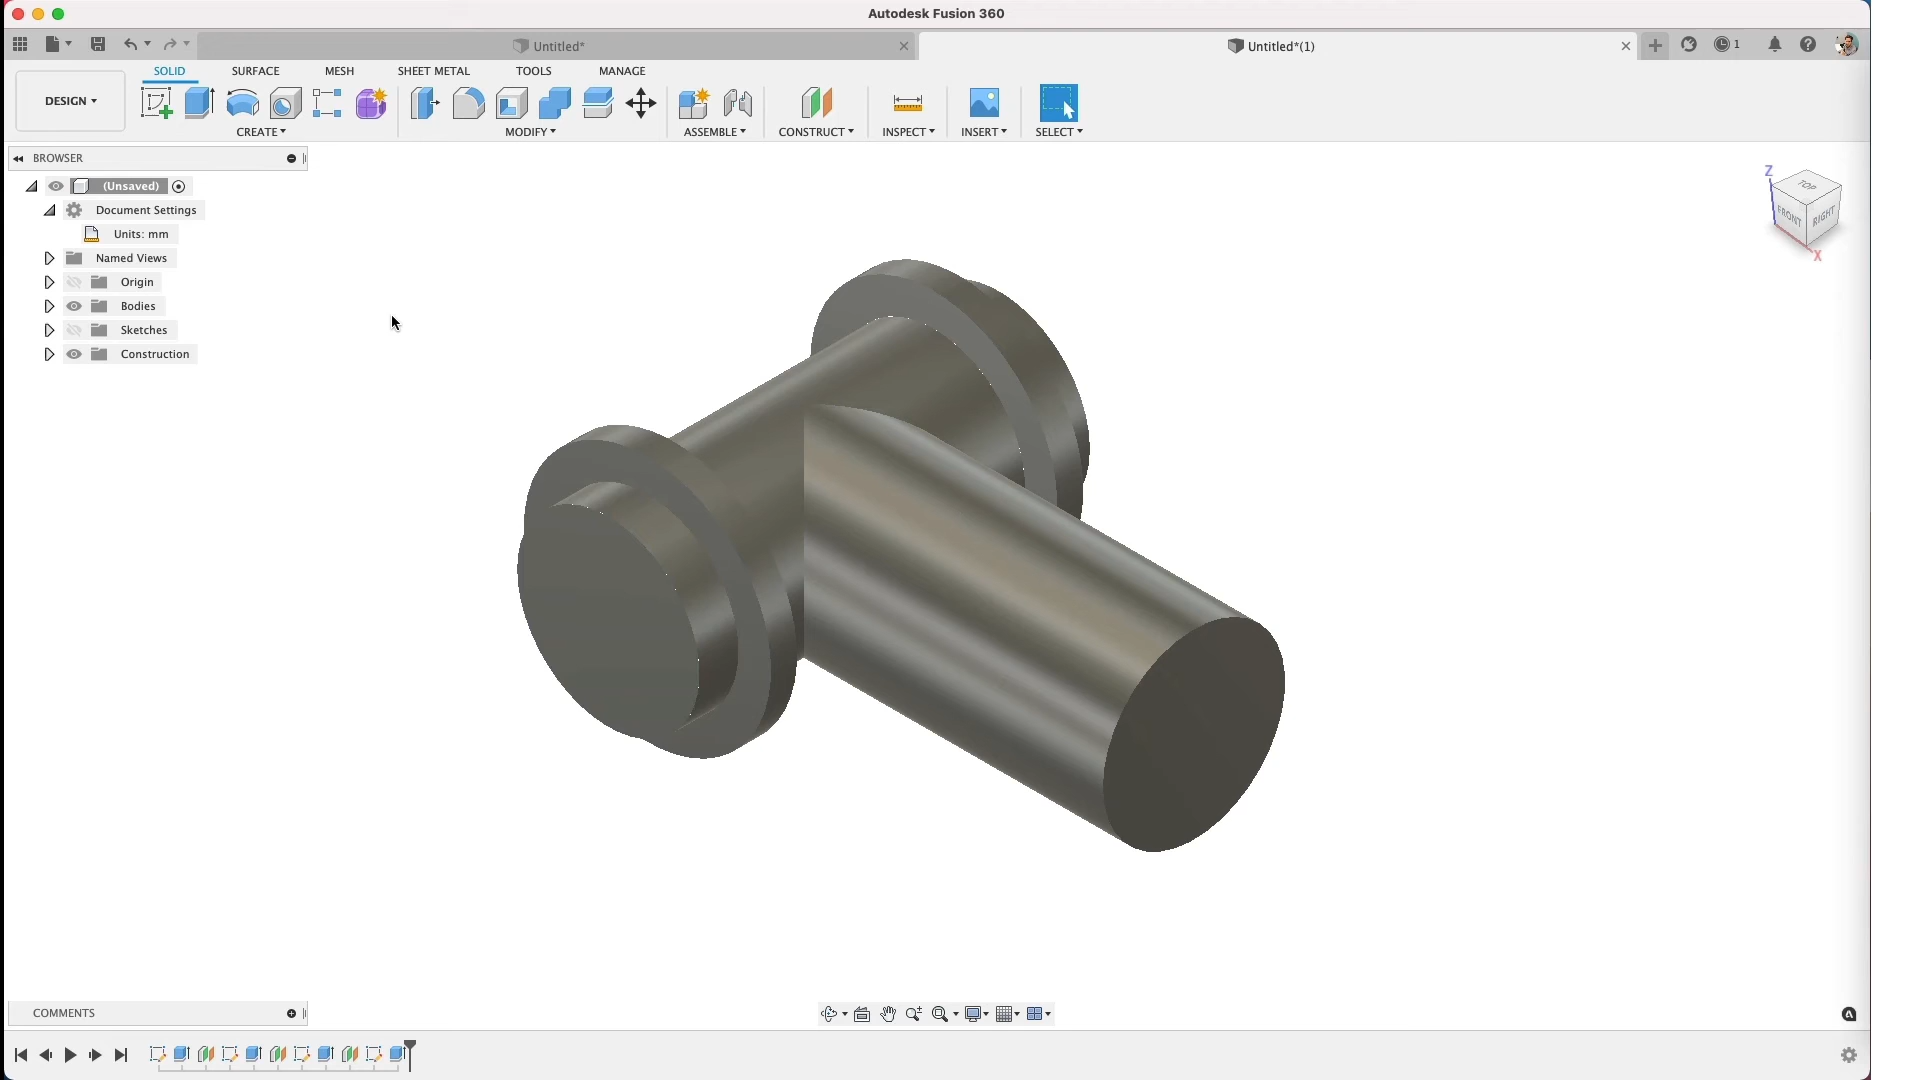 Autodesk Fusion 360
Untitled*
Untitled*(1)
1
SOLID
SURFACE
MESH
SHEET METAL
TOOLS
MANAGE
DESIGN
CREATE
MODIFY
ASSEMBLE
CONSTRUCT
INSPECT
INSERT
SELECT
BROWSER
(Unsaved)
Document Settings
Units: mm
Named Views
Origin
Bodies
Sketches
Construction
Z
TOP
FRONT
RIGHT
X
COMMENTS